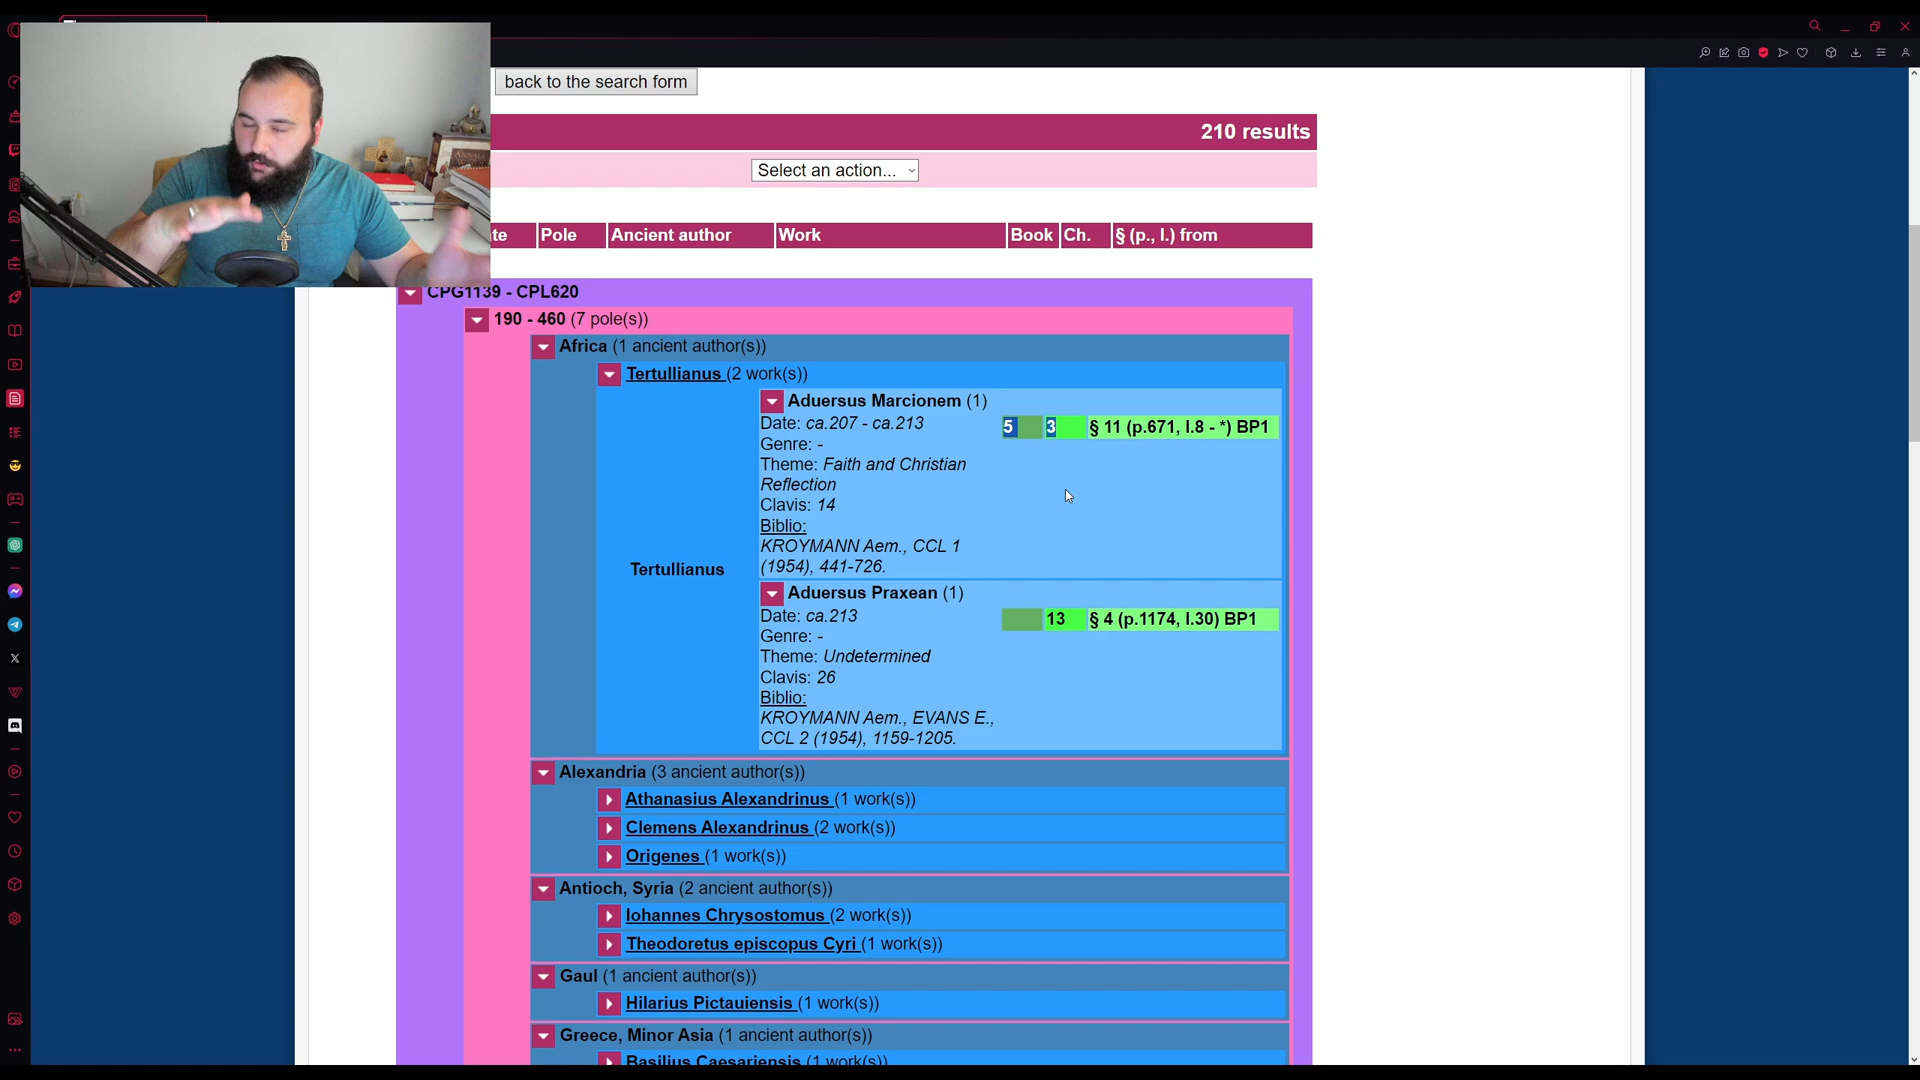 back to the search form
210 results
Select an action...
te Pole Ancient author Work Book Ch. § (p., l.) from
CPG1139 - CPL620
190 - 460 (7 pole(s))
Africa (1 ancient author(s))
Tertullianus (2 work(s))
Aduersus Marcionem (1)
Date: ca.207 - ca.213
5 3 § 11 (p.671, l.8 - *) BP1
Genre: -
Theme: Faith and Christian
Reflection
Clavis: 14
Biblio:
KROYMANN Aem., CCL 1
(1954), 441-726.
Tertullianus
Aduersus Praxean (1)
Date: ca.213
13 § 4 (p.1174, l.30) BP1
Genre: -
Theme: Undetermined
Clavis: 26
Biblio:
KROYMANN Aem., EVANS E.,
CCL 2 (1954), 1159-1205.
Alexandria (3 ancient author(s))
Athanasius Alexandrinus (1 work(s))
Clemens Alexandrinus (2 work(s))
Origenes (1 work(s))
Antioch, Syria (2 ancient author(s))
Iohannes Chrysostomus (2 work(s))
Theodoretus episcopus Cyri (1 work(s))
Gaul (1 ancient author(s))
Hilarius Pictauiensis (1 work(s))
Greece, Minor Asia (1 ancient author(s))
Basilius Caesariensis (1 work(s))